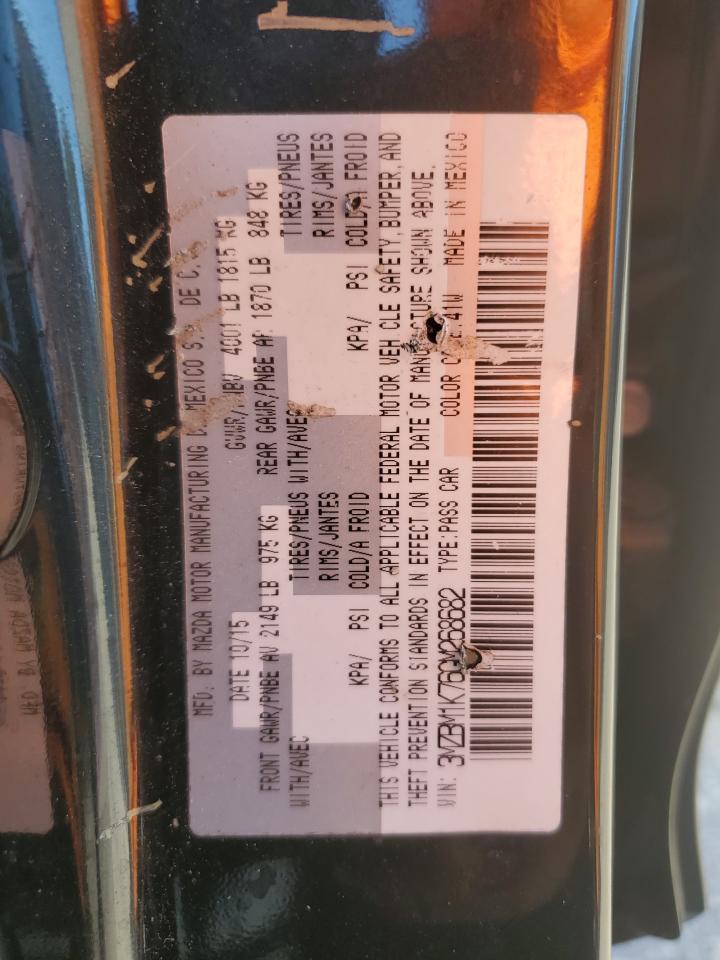 MFD. BY MAZDA MOTOR MANUFACTURING DE MEXICO S.A. DE C.
DATE 10/15 GVWR/PNBV 4001 LB 1815 KG
FRONT GAWR/PNBE AV 2149 LB 975 KG REAR GAWR/PNBE AR 1870 LB 848 KG
WITH/AVEC TIRES/PNEUS WITH/AVEC TIRES/PNEUS
RIMS/JANTES RIMS/JANTES
KPA/ PSI COLD/A FROID KPA/ PSI COLD/A FROID
THIS VEHICLE CONFORMS TO ALL APPLICABLE FEDERAL MOTOR VEHICLE SAFETY, BUMPER, AND
THEFT PREVENTION STANDARDS IN EFFECT ON THE DATE OF MANUFACTURE SHOWN ABOVE.
VIN: 3MZBM1K76GM268682 TYPE:PASS CAR COLOR CODE:41W MADE IN MEXICO